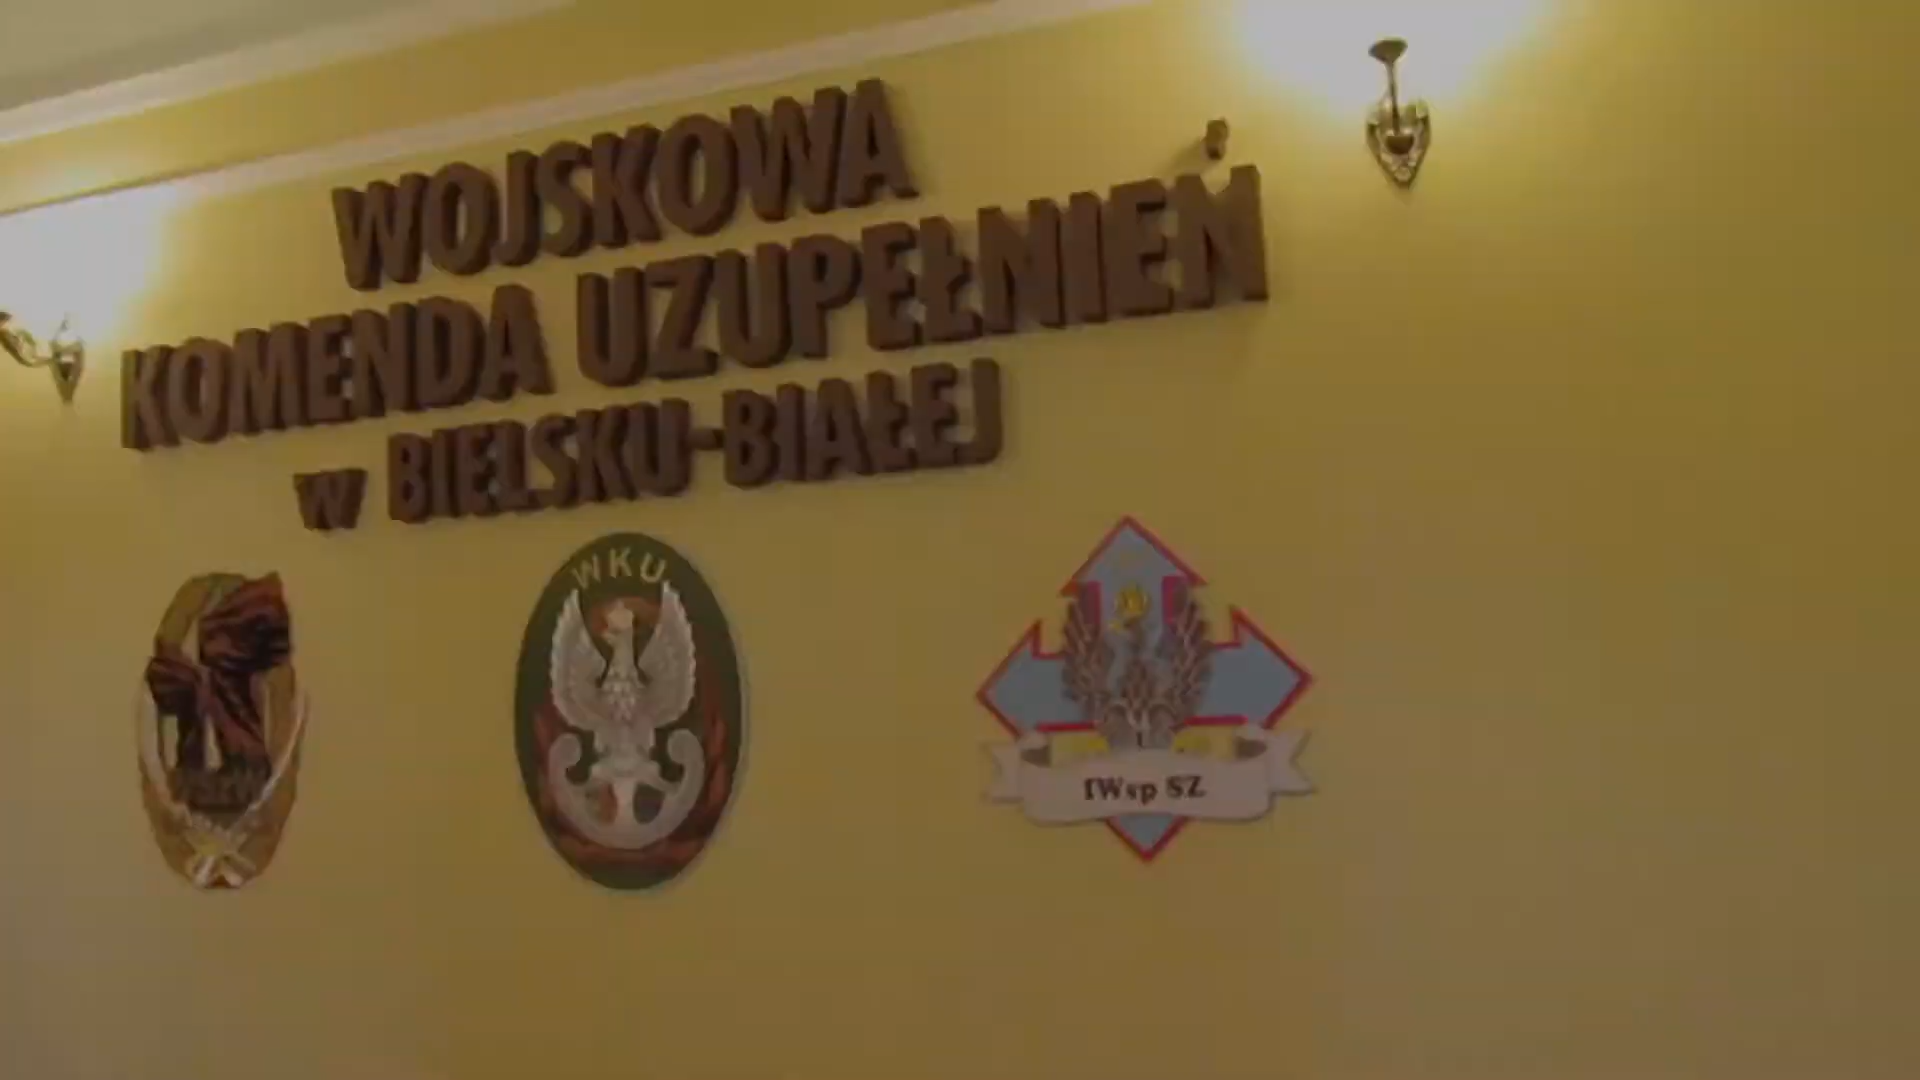 WOJSKOWA
KOMENDA UZUPEŁNIEŃ
w BIELSKU-BIAŁEJ
WKU
IWsp SZ